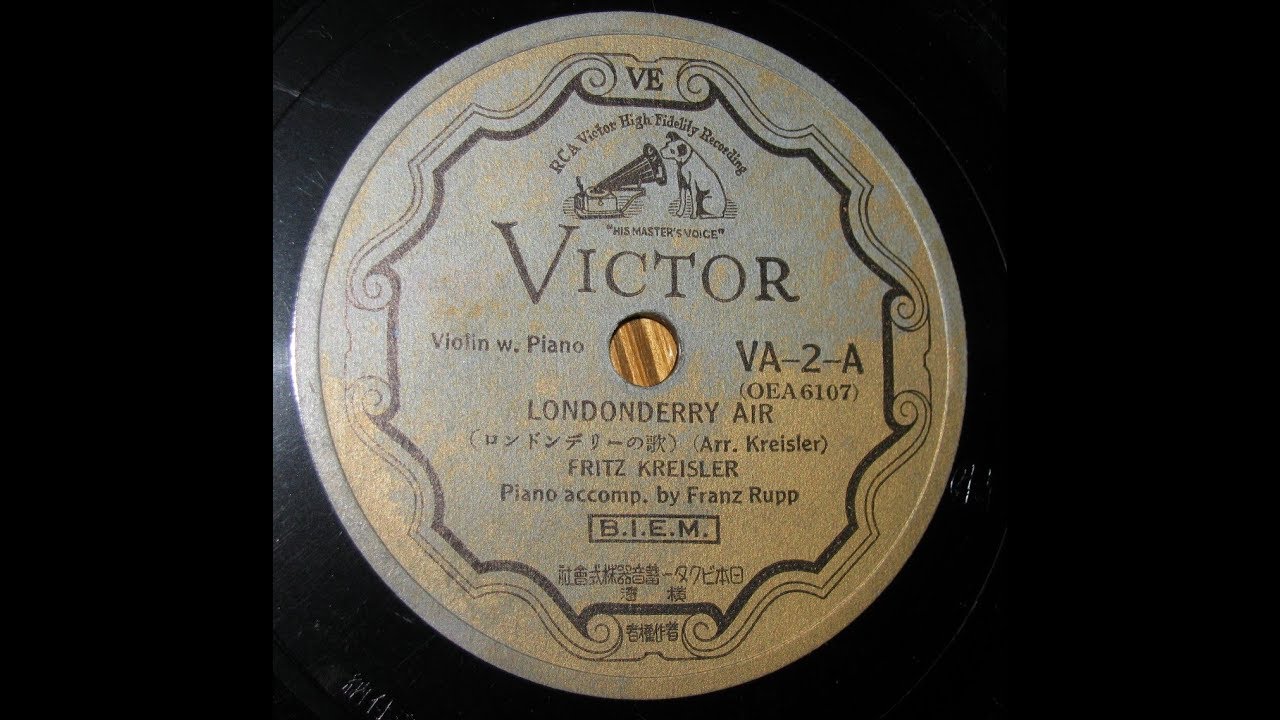 VE
RCA Victor High Fidelity Recording
"HIS MASTER'S VOICE"
VICTOR
Violin w. Piano
VA-2-A
(OEA6107)
LONDONDERRY AIR
(ロンドンデリーの歌) (Arr. Kreisler)
FRITZ KREISLER
Piano accomp. by Franz Rupp
B.I.E.M.
社會式株器音蓄ータクビ本日
濱橫
者權作著